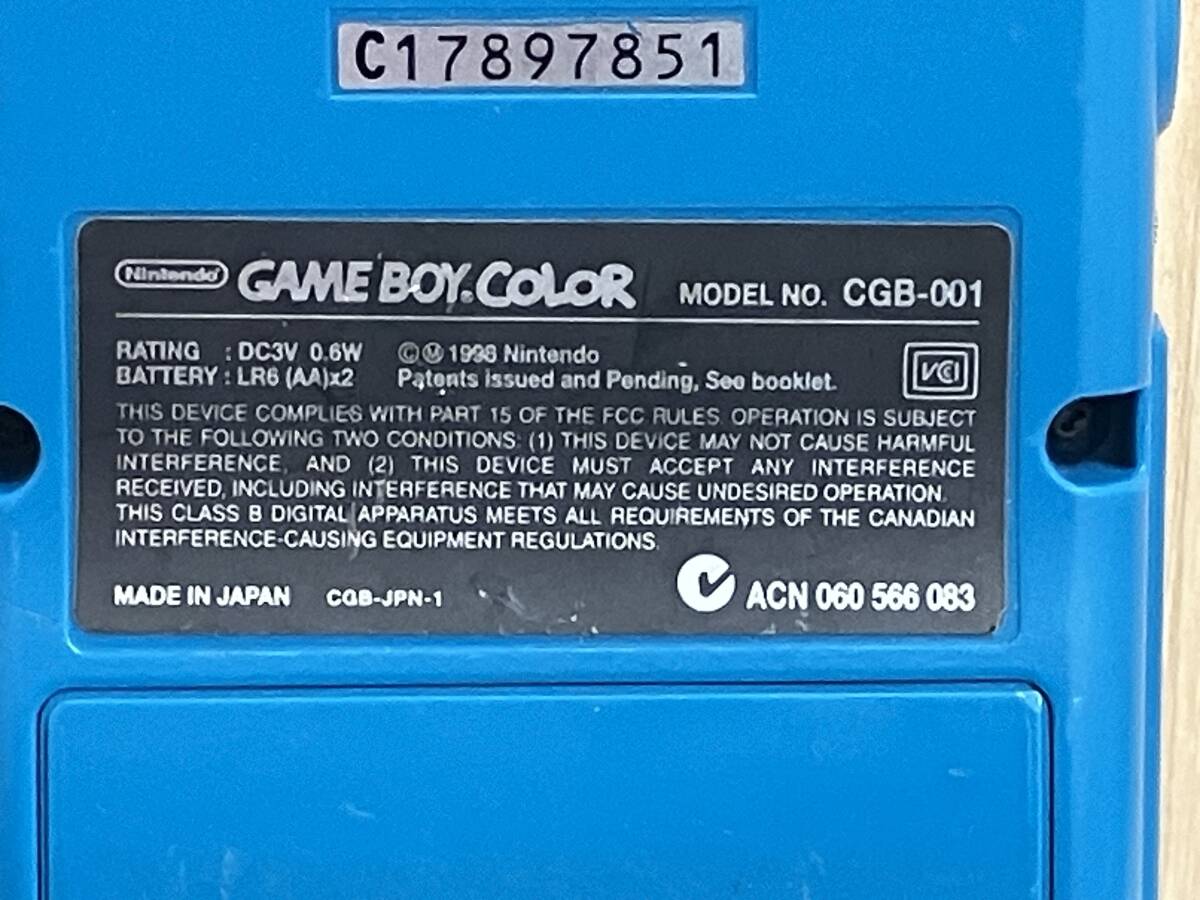 C17897851
Nintendo GAME BOY COLOR MODEL NO. CGB-001
RATING : DC3V 0.6W ©Ⓜ 1998 Nintendo
BATTERY : LR6 (AA)x2 Patents issued and Pending, See booklet.
VCI
THIS DEVICE COMPLIES WITH PART 15 OF THE FCC RULES. OPERATION IS SUBJECT
TO THE FOLLOWING TWO CONDITIONS: (1) THIS DEVICE MAY NOT CAUSE HARMFUL
INTERFERENCE, AND (2) THIS DEVICE MUST ACCEPT ANY INTERFERENCE
RECEIVED, INCLUDING INTERFERENCE THAT MAY CAUSE UNDESIRED OPERATION.
THIS CLASS B DIGITAL APPARATUS MEETS ALL REQUIREMENTS OF THE CANADIAN
INTERFERENCE-CAUSING EQUIPMENT REGULATIONS.
MADE IN JAPAN CGB-JPN-1 ACN 060 566 083